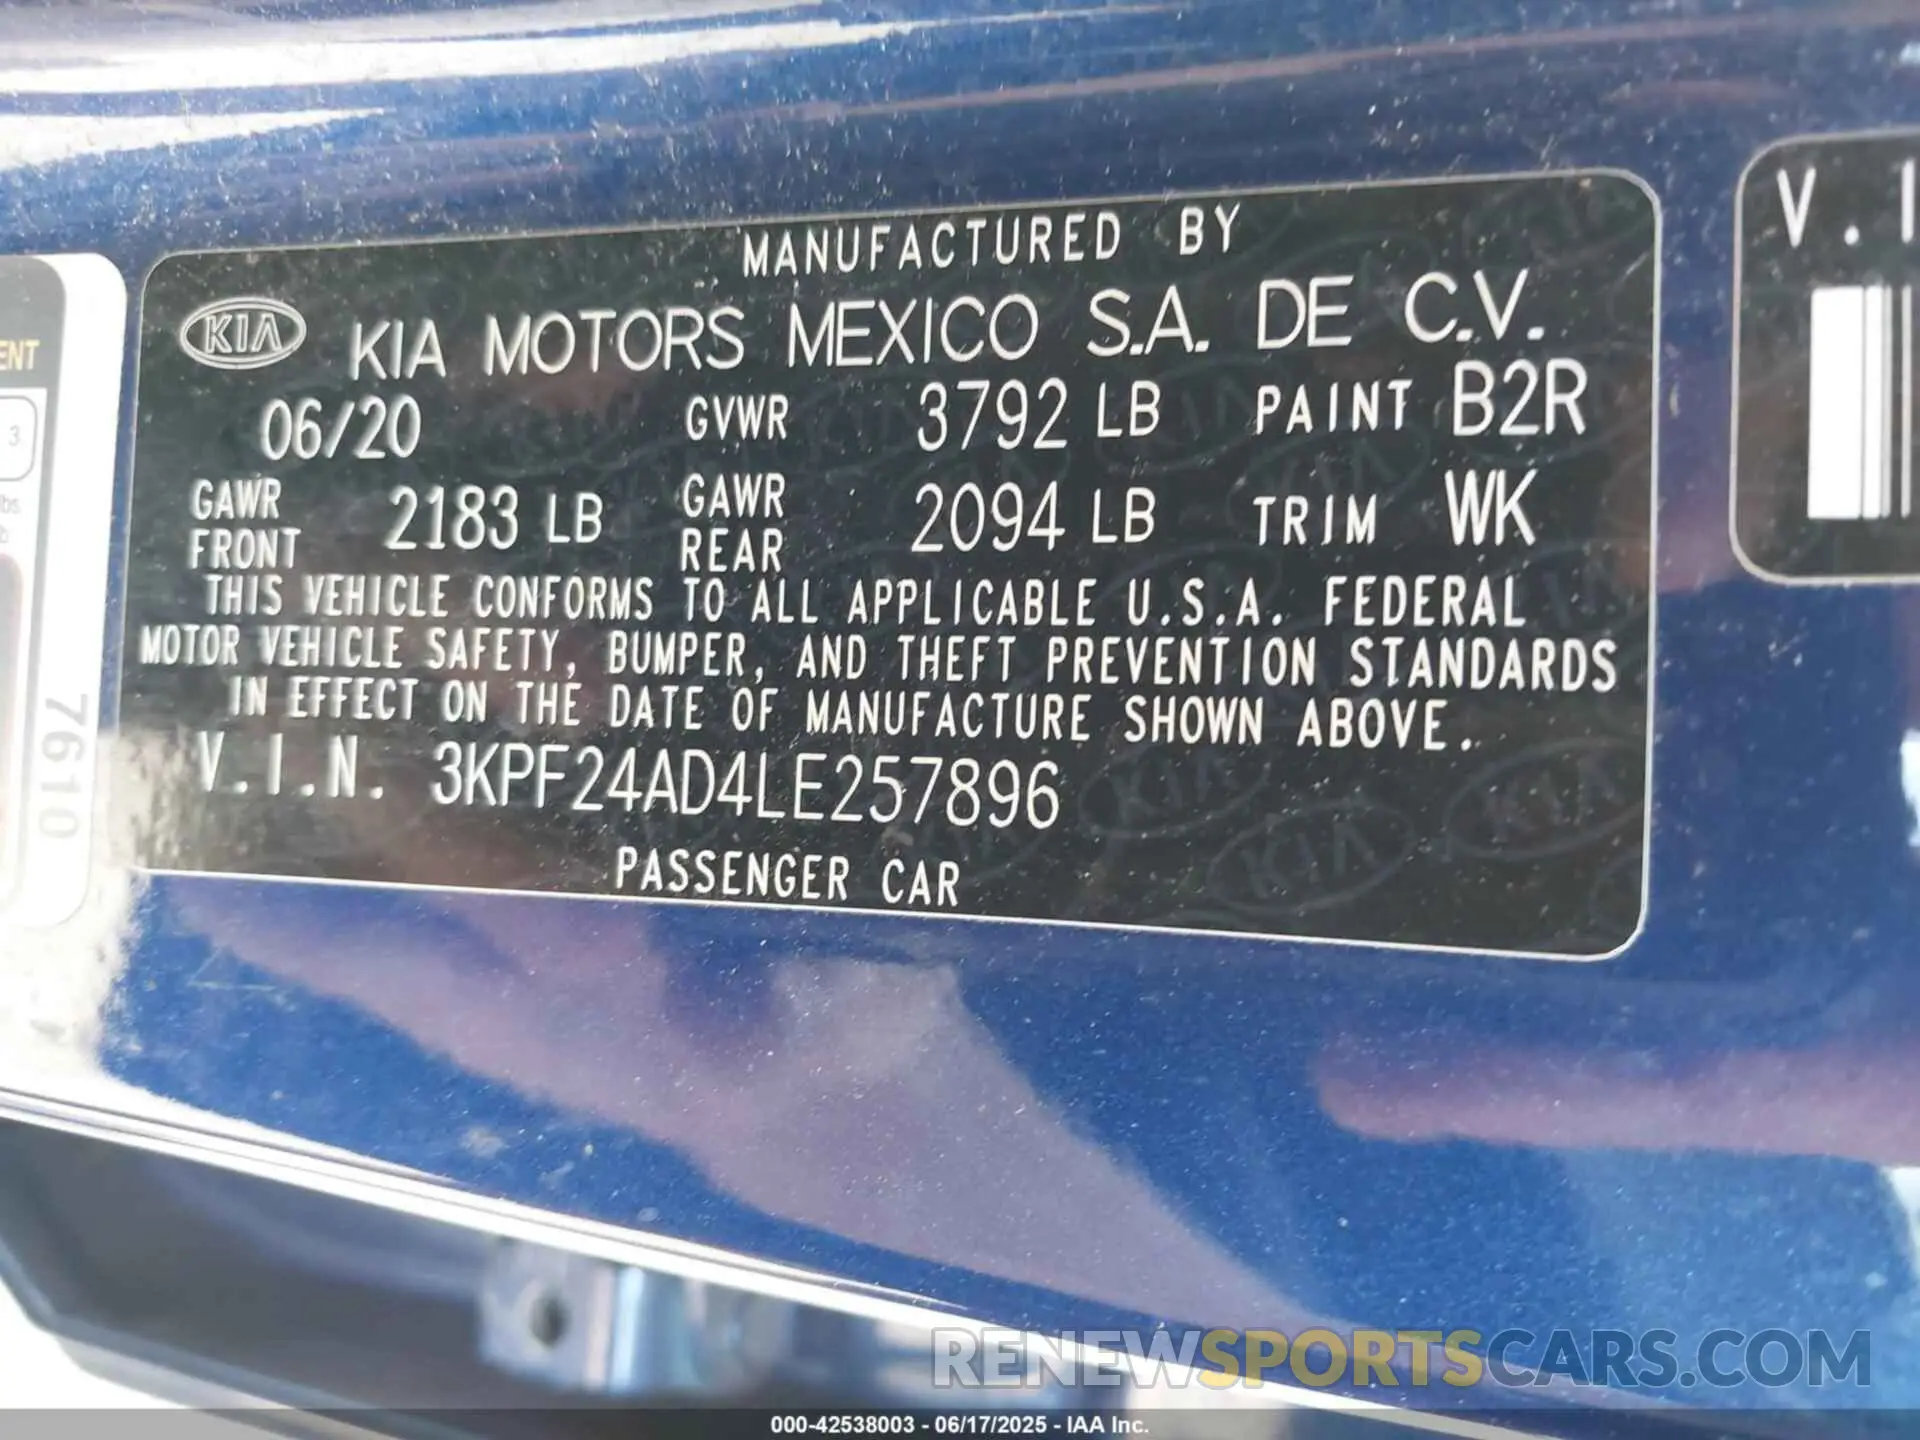 MANUFACTURED BY
KIA KIA MOTORS MEXICO S.A. DE C.V.
06/20 GVWR 3792 LB PAINT B2R
GAWR FRONT 2183 LB GAWR REAR 2094 LB TRIM WK
THIS VEHICLE CONFORMS TO ALL APPLICABLE U.S.A. FEDERAL
MOTOR VEHICLE SAFETY, BUMPER, AND THEFT PREVENTION STANDARDS
IN EFFECT ON THE DATE OF MANUFACTURE SHOWN ABOVE.
V.I.N. 3KPF24AD4LE257896
PASSENGER CAR
V.I
ENT
3
lbs
7610
RENEWSPORTSCARS.COM
000-42538003 - 06/17/2025 - IAA Inc.